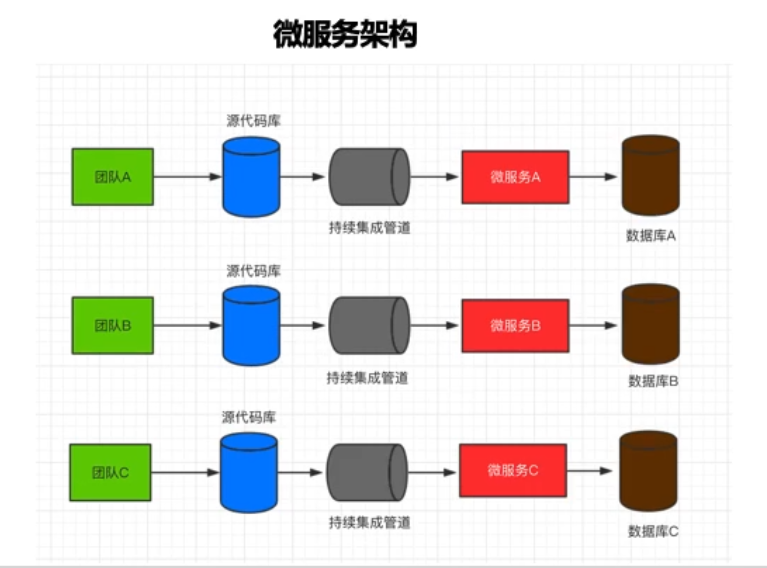 微服务架构
源代码库
团队A
微服务A
持续集成管道
数据库A
源代码库
团队B
微服务B
持续集成管道
数据库B
源代码库
团队C
微服务C
持续集成管道
数据库C